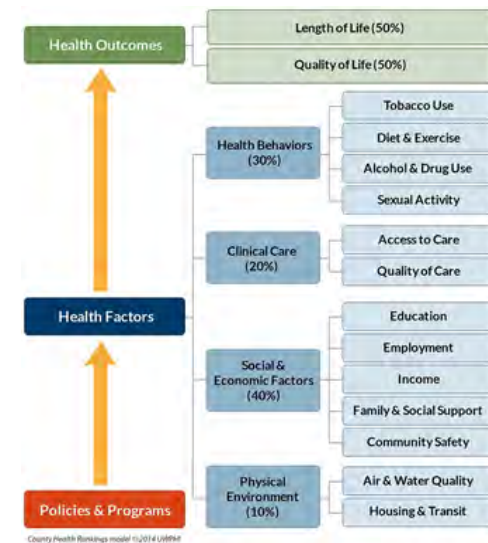 Health Outcomes
Length of Life (50%)
Quality of Life (50%)
Health Factors
Health Behaviors
(30%)
Tobacco Use
Diet & Exercise
Alcohol & Drug Use
Sexual Activity
Clinical Care
(20%)
Access to Care
Quality of Care
Social &
Economic Factors
(40%)
Education
Employment
Income
Family & Social Support
Community Safety
Physical
Environment
(10%)
Air & Water Quality
Housing & Transit
Policies & Programs
County Health Rankings model ©2014 UWPHI